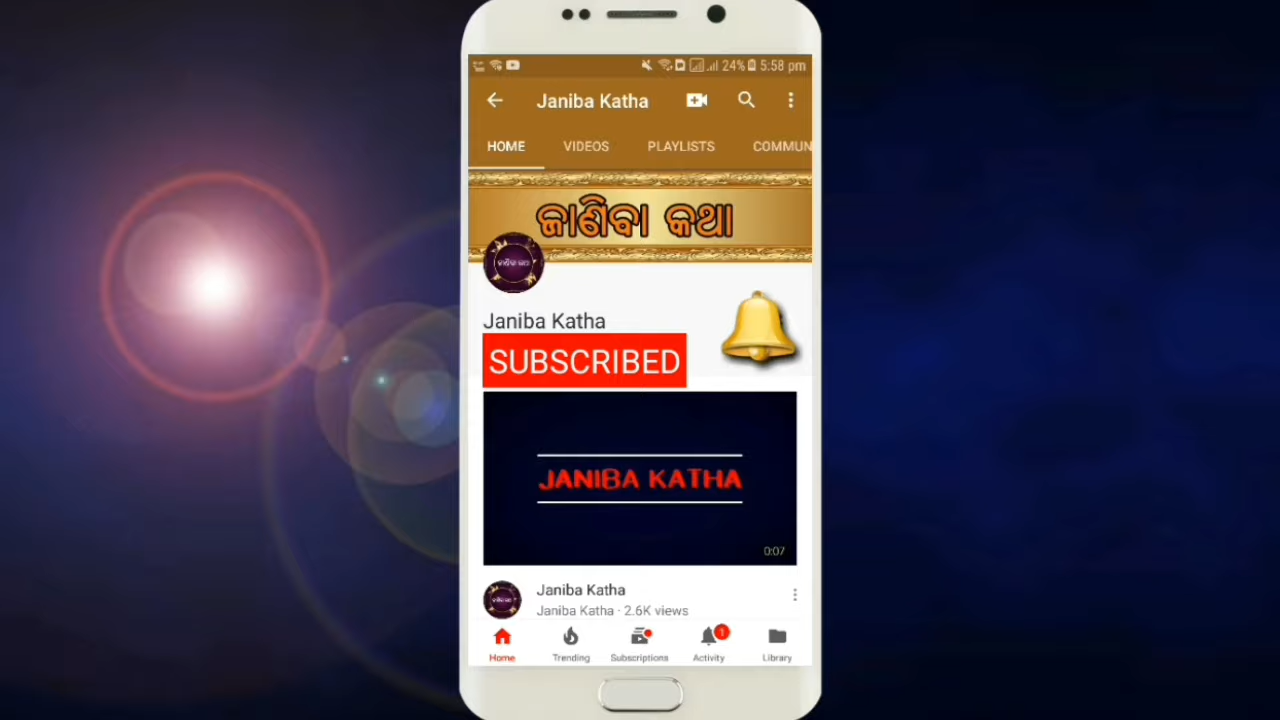 24% 5:58 pm
Janiba Katha
HOME VIDEOS PLAYLISTS COMMUN
ଜାଣିବା କଥା
ଜାଣିବା କଥା
Janiba Katha
SUBSCRIBED
JANIBA KATHA
0:07
Janiba Katha
Janiba Katha · 2.6K views
1
Home Trending Subscriptions Activity Library